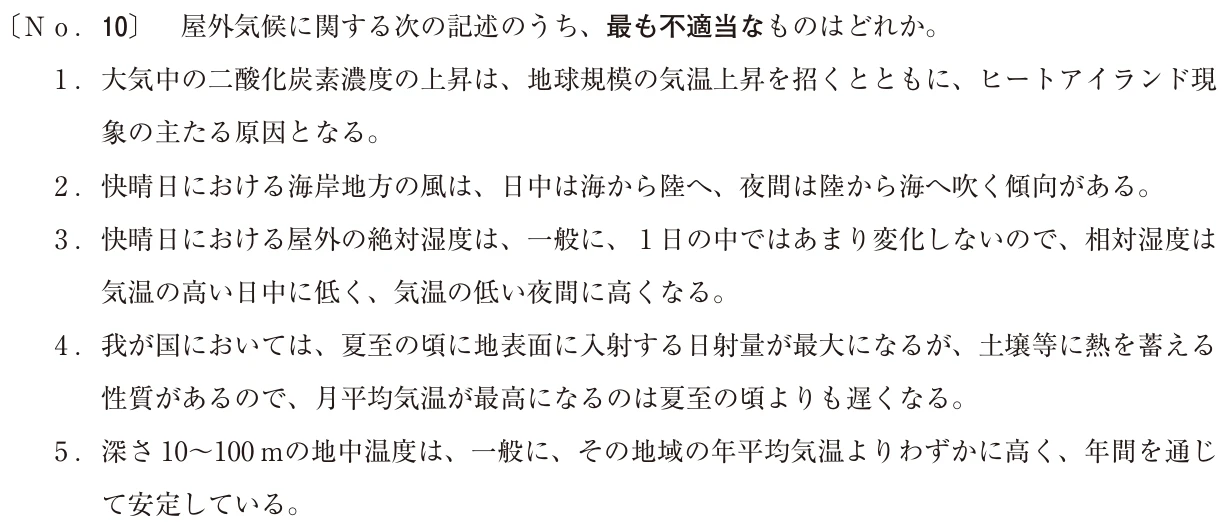 〔Ｎｏ．10〕　屋外気候に関する次の記述のうち、最も不適当なものはどれか。
１．大気中の二酸化炭素濃度の上昇は、地球規模の気温上昇を招くとともに、ヒートアイランド現
象の主たる原因となる。
２．快晴日における海岸地方の風は、日中は海から陸へ、夜間は陸から海へ吹く傾向がある。
３．快晴日における屋外の絶対湿度は、一般に、１日の中ではあまり変化しないので、相対湿度は
気温の高い日中に低く、気温の低い夜間に高くなる。
４．我が国においては、夏至の頃に地表面に入射する日射量が最大になるが、土壌等に熱を蓄える
性質があるので、月平均気温が最高になるのは夏至の頃よりも遅くなる。
５．深さ 10～100 ｍの地中温度は、一般に、その地域の年平均気温よりわずかに高く、年間を通じ
て安定している。